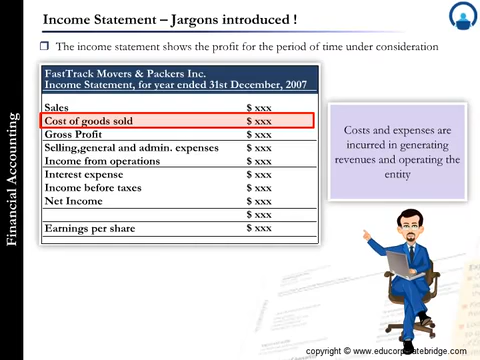 Income Statement – Jargons introduced !
The income statement shows the profit for the period of time under consideration
Financial Accounting
FastTrack Movers & Packers Inc.
Income Statement, for year ended 31st December, 2007
Sales $ xxx
Cost of goods sold $ xxx
Gross Profit $ xxx
Selling,general and admin. expenses $ xxx
Income from operations $ xxx
Interest expense $ xxx
Income before taxes $ xxx
Net Income $ xxx
$ xxx
Earnings per share $ xxx
Costs and expenses are
incurred in generating
revenues and operating the
entity
copyright © www.educorporatebridge.com